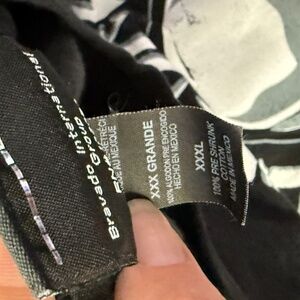 International
Bravado Group
XXX GRANDE
100% ALGODON PRE ENCOGIDO
HECHO EN MEXICO
XXXL
100% PRE SHRUNK
COTTON
MADE IN MEXICO